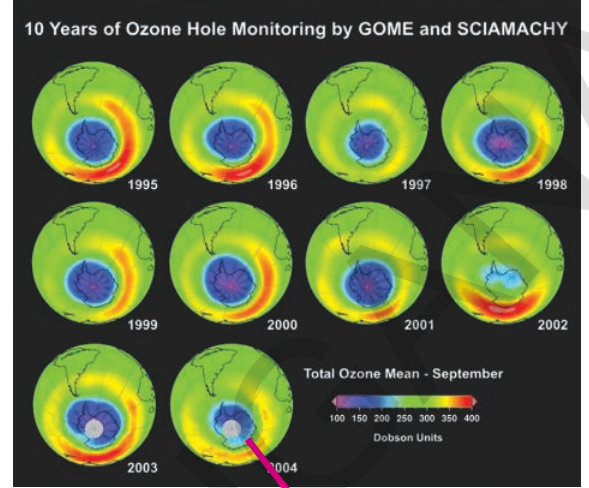 10 Years of Ozone Hole Monitoring by GOME and SCIAMACHY
1995
1996
1997
1998
1999
2000
2001
2002
2003
2004
Total Ozone Mean - September
100 150 200 250 300 350 400
Dobson Units